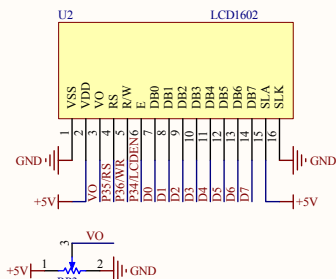 U2 LCD1602
VSS VDD VO RS R/W E DB0 DB1 DB2 DB3 DB4 DB5 DB6 DB7 SLA SLK
1 2 3 4 5 6 7 8 9 10 11 12 13 14 15 16
GND VO P35/RS P36/WR P34/LCDEN D0 D1 D2 D3 D4 D5 D6 D7 GND
+5V +5V
3 VO
+5V 1 2 GND